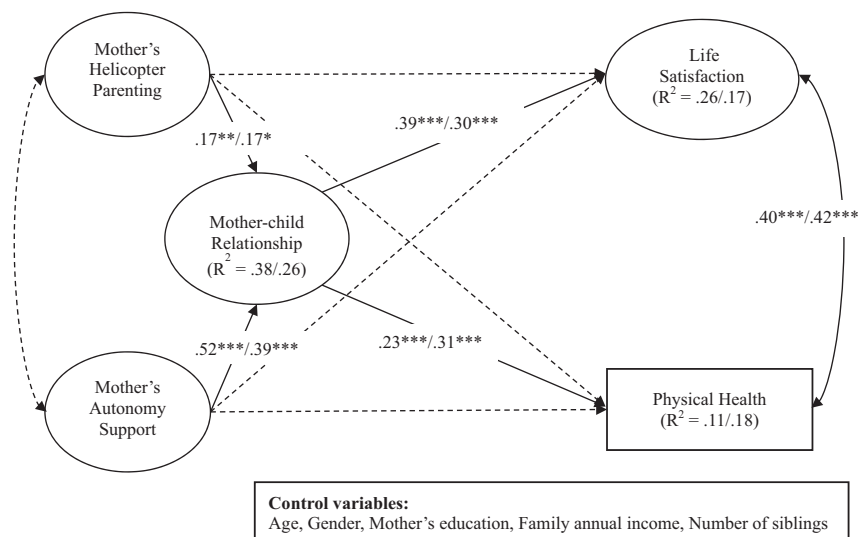 Mother's
Helicopter
Parenting
Life
Satisfaction
(R² = .26/.17)
.39***/.30***
.17**/.17*
Mother-child
Relationship
(R² = .38/.26)
.40***/.42***
.52***/.39***
.23***/.31***
Mother's
Autonomy
Support
Physical Health
(R² = .11/.18)
Control variables:
Age, Gender, Mother's education, Family annual income, Number of siblings